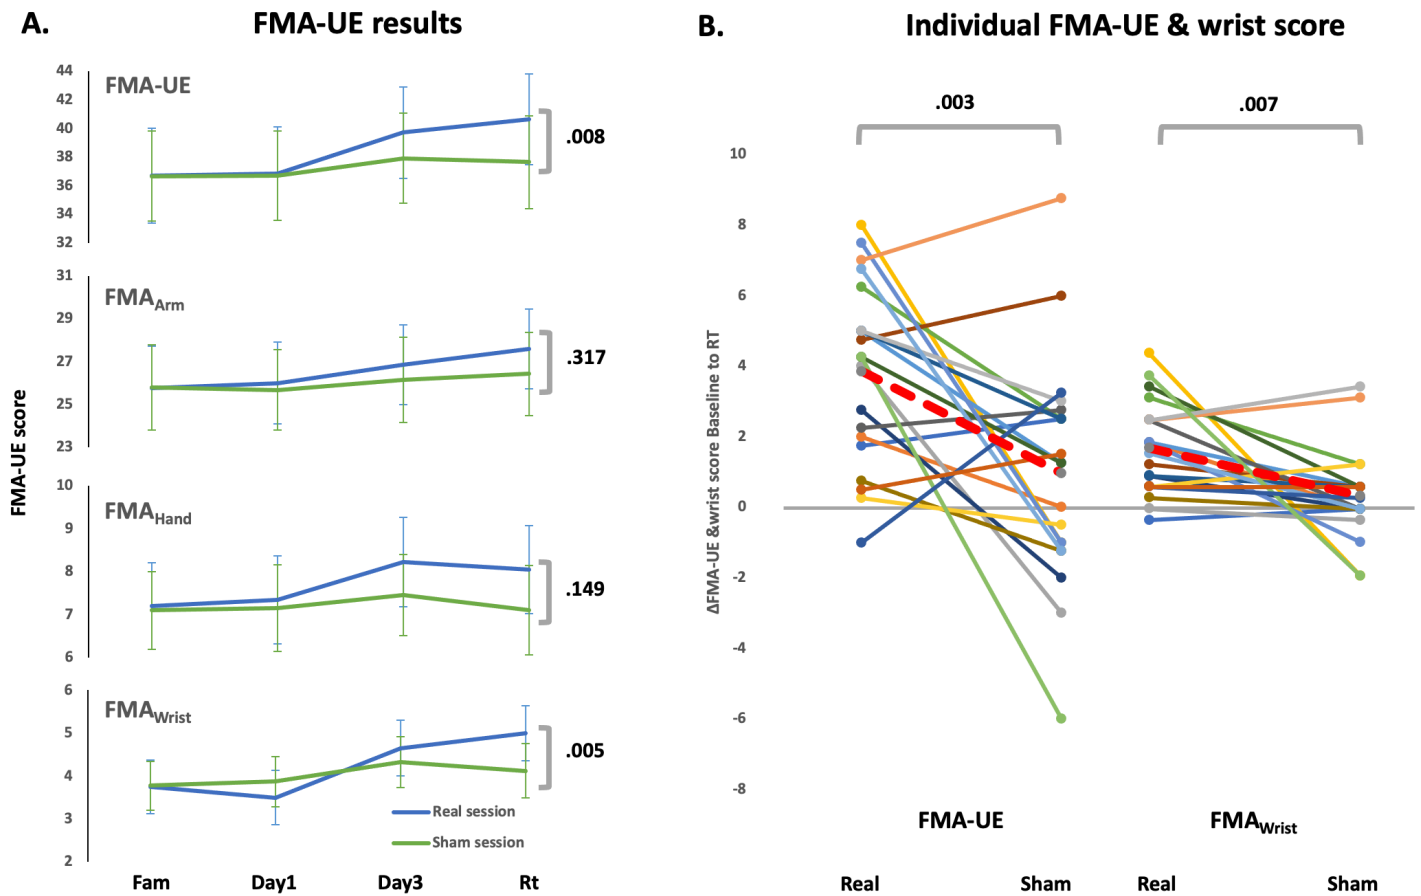 A.
FMA-UE results
FMA-UE score
FMA-UE
44
42
40
38
36
34
32
.008
FMAArm
31
29
27
25
23
.317
FMAHand
10
9
8
7
6
.149
FMAWrist
6
5
4
3
2
.005
Real session
Sham session
Fam Day1 Day3 Rt
B.
Individual FMA-UE & wrist score
.003 .007
ΔFMA-UE &wrist score Baseline to RT
10
8
6
4
2
0
-2
-4
-6
-8
FMA-UE FMAWrist
Real Sham Real Sham